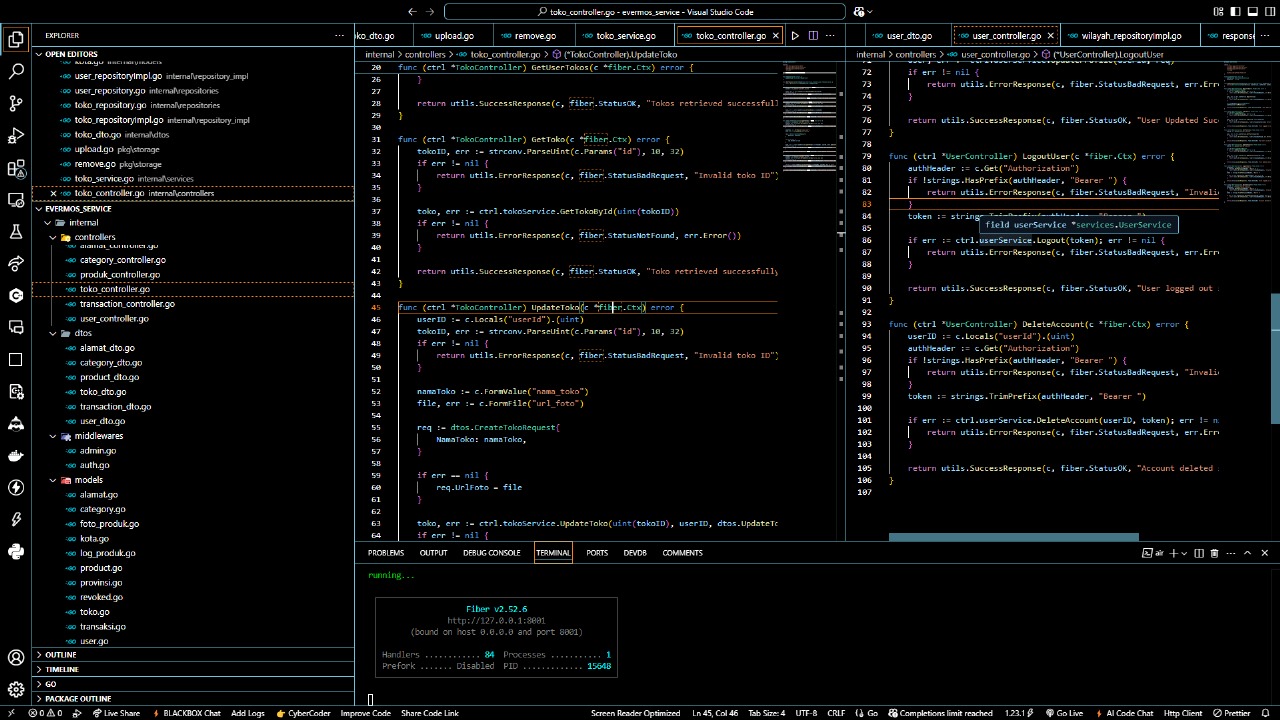 toko_controller.go - evermos_service - Visual Studio Code
EXPLORER
OPEN EDITORS
userrepositoryImpl.go internal\repository_impl
user_repository.go internal\repositories
toko_repository.go internal\repositories
tokorepositoryImpl.go internal\repository_impl
toko_dto.go internal\dtos
upload.go pkg\storage
remove.go pkg\storage
toko_service.go internal\services
toko_controller.go internal\controllers
EVERMOS_SERVICE
internal
controllers
alamat_controller.go
category_controller.go
produk_controller.go
toko_controller.go
transaction_controller.go
user_controller.go
dtos
alamat_dto.go
category_dto.go
product_dto.go
toko_dto.go
transaction_dto.go
user_dto.go
middlewares
admin.go
auth.go
models
alamat.go
category.go
foto_produk.go
kota.go
log_produk.go
product.go
provinsi.go
revoked.go
toko.go
transaksi.go
user.go
OUTLINE
TIMELINE
GO
PACKAGE OUTLINE
ko_dto.go upload.go remove.go toko_service.go toko_controller.go
internal > controllers > toko_controller.go > (*TokoController).UpdateToko
20 func (ctrl *TokoController) GetUserTokos(c *fiber.Ctx) error {
}
return utils.SuccessResponse(c, fiber.StatusOK, "Tokos retrieved successfull
29 }
30
31 func (ctrl *TokoController) GetToko(c *fiber.Ctx) error {
32 tokoID, err := strconv.ParseUint(c.Params("id"), 10, 32)
33 if err != nil {
34 return utils.ErrorResponse(c, fiber.StatusBadRequest, "Invalid toko ID")
35 }
36
37 toko, err := ctrl.tokoService.GetTokoById(uint(tokoID))
38 if err != nil {
39 return utils.ErrorResponse(c, fiber.StatusNotFound, err.Error())
40 }
41
42 return utils.SuccessResponse(c, fiber.StatusOK, "Toko retrieved successfully
43 }
44
45 func (ctrl *TokoController) UpdateToko(c *fiber.Ctx) error {
46 userID := c.Locals("userId").(uint)
47 tokoID, err := strconv.ParseUint(c.Params("id"), 10, 32)
48 if err != nil {
49 return utils.ErrorResponse(c, fiber.StatusBadRequest, "Invalid toko ID")
50 }
51
52 namaToko := c.FormValue("nama_toko")
53 file, err := c.FormFile("url_foto")
54
55 req := dtos.CreateTokoRequest{
56 NamaToko: namaToko,
57 }
58
59 if err == nil {
60 req.UrlFoto = file
61 }
62
63 toko, err := ctrl.tokoService.UpdateToko(uint(tokoID), userID, dtos.UpdateTo
64 if err != nil {
user_dto.go user_controller.go wilayah_repositoryImpl.go respons
internal > controllers > user_controller.go > (*UserController).LogoutUser
72 if err != nil {
73 return utils.ErrorResponse(c, fiber.StatusBadRequest, err.Error
74 }
75
76 return utils.SuccessResponse(c, fiber.StatusOK, "User Updated Suc
77 }
78
79 func (ctrl *UserController) LogoutUser(c *fiber.Ctx) error {
80 authHeader := c.Get("Authorization")
81 if !strings.HasPrefix(authHeader, "Bearer ") {
82 return utils.ErrorResponse(c, fiber.StatusBadRequest, "Invalid
83 }
84 token := strings.TrimPrefix(authHeader, "Bearer ")
field userService *services.UserService
86 if err := ctrl.userService.Logout(token); err != nil {
87 return utils.ErrorResponse(c, fiber.StatusBadRequest, err.Erro
88 }
89
90 return utils.SuccessResponse(c, fiber.StatusOK, "User logged out
91 }
92
93 func (ctrl *UserController) DeleteAccount(c *fiber.Ctx) error {
94 userID := c.Locals("userId").(uint)
95 authHeader := c.Get("Authorization")
96 if !strings.HasPrefix(authHeader, "Bearer ") {
97 return utils.ErrorResponse(c, fiber.StatusBadRequest, "Invalid
98 }
99 token := strings.TrimPrefix(authHeader, "Bearer ")
100
101 if err := ctrl.userService.DeleteAccount(userID, token); err != ni
102 return utils.ErrorResponse(c, fiber.StatusBadRequest, err.Erro
103 }
104
105 return utils.SuccessResponse(c, fiber.StatusOK, "Account deleted
106 }
107
PROBLEMS OUTPUT DEBUG CONSOLE TERMINAL PORTS DEVDB COMMENTS
air
running...
Fiber v2.52.6
http://127.0.0.1:8001
(bound on host 0.0.0.0 and port 8001)
Handlers ............ 84 Processes ........... 1
Prefork ....... Disabled PID ............. 15648
0 0 Live Share BLACKBOX Chat Add Logs CyberCoder Improve Code Share Code Link Screen Reader Optimized Ln 45, Col 46 Tab Size: 4 UTF-8 CRLF Go Completions limit reached 1.23.1 Go Live AI Code Chat Http Client Prettier